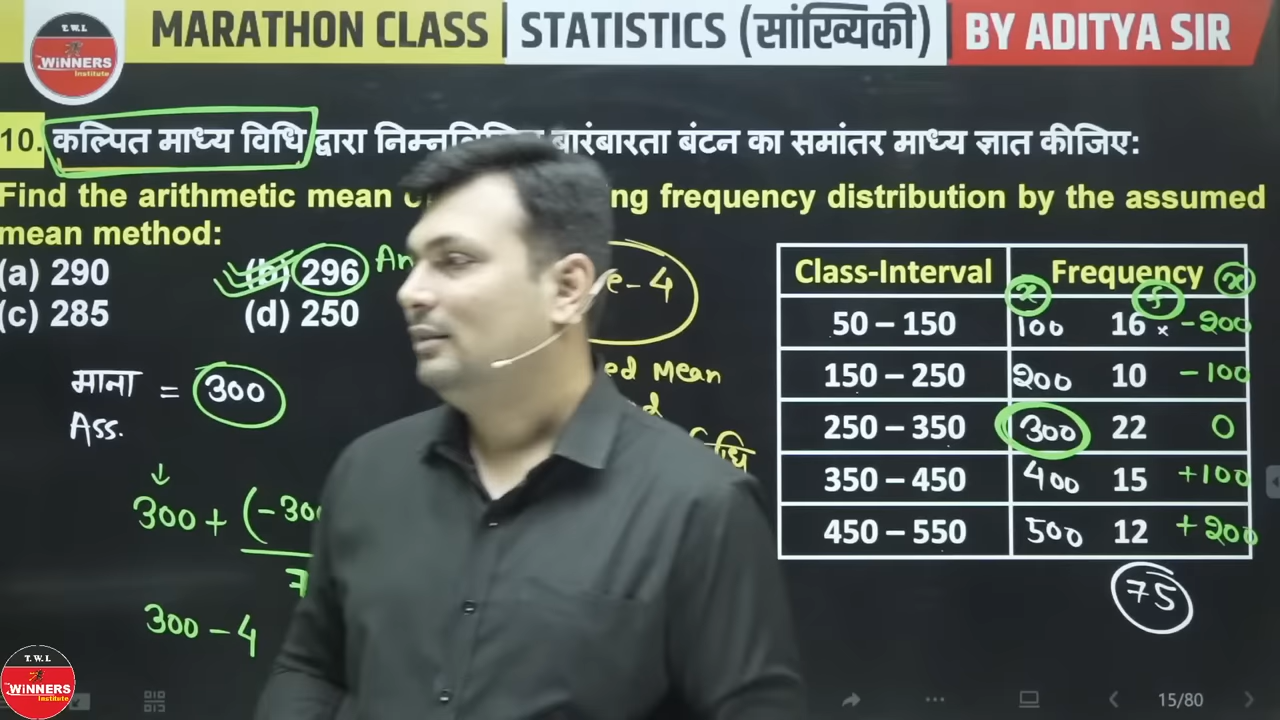 MARATHON CLASS STATISTICS (सांख्यिकी) BY ADITYA SIR
T.W.I.
WINNERS
Institute
10. कल्पित माध्य विधि द्वारा बारंबारता बंटन का समांतर माध्य ज्ञात कीजिए:
Find the arithmetic mean ng frequency distribution by the assumed
mean method:
(a) 290 (b) 296 An
(c) 285 (d) 250
e-4
ed Mean
माना = 300
Ass.
300 + (-300
7
300 - 4
Class-Interval Frequency x
x f
50 – 150 100 16 × -200
150 – 250 200 10 -100
250 – 350 300 22 0
350 – 450 400 15 +100
450 – 550 500 12 +200
75
T.W.I.
WINNERS
Institute
15/80